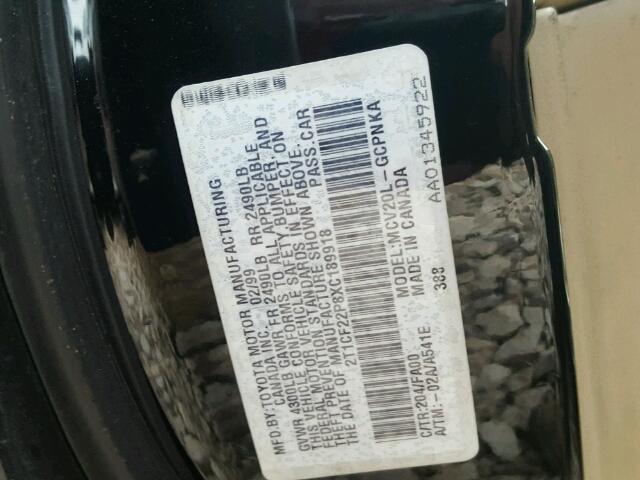 MFD. BY: TOYOTA MOTOR MANUFACTURING
CANADA INC. 02/99
GVWR 4300LB GAWR FR 2490LB RR 2490LB
THIS VEHICLE CONFORMS TO ALL APPLICABLE
FEDERAL MOTOR VEHICLE SAFETY, BUMPER, AND
THEFT PREVENTION STANDARDS IN EFFECT ON
THE DATE OF MANUFACTURE SHOWN ABOVE.
2T1CF22P8XC189918 PASS.CAR
C/TR:204/FA00 MODEL:MCV20L-GCPNKA
A/TM:-02A/A541E MADE IN CANADA
388 AA01345922